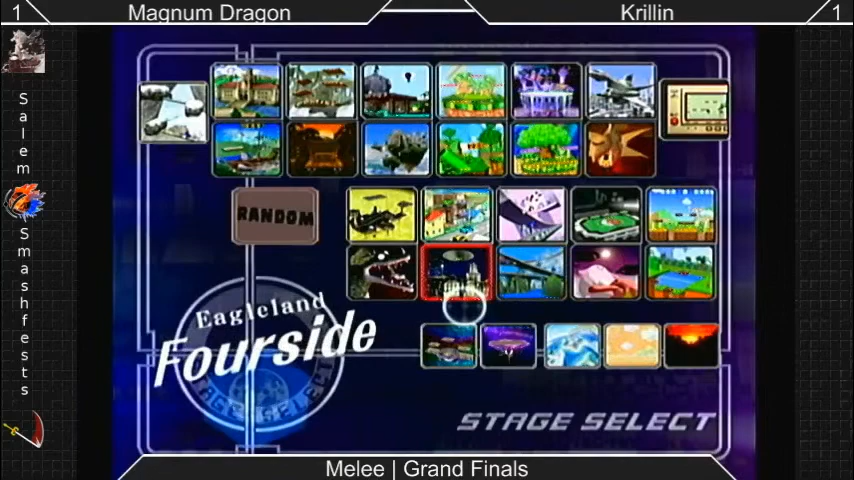 1
Magnum Dragon
Krillin
1
Salem
Smashfests
RANDOM
Eagleland
Fourside
STAGE SELECT
Melee | Grand Finals